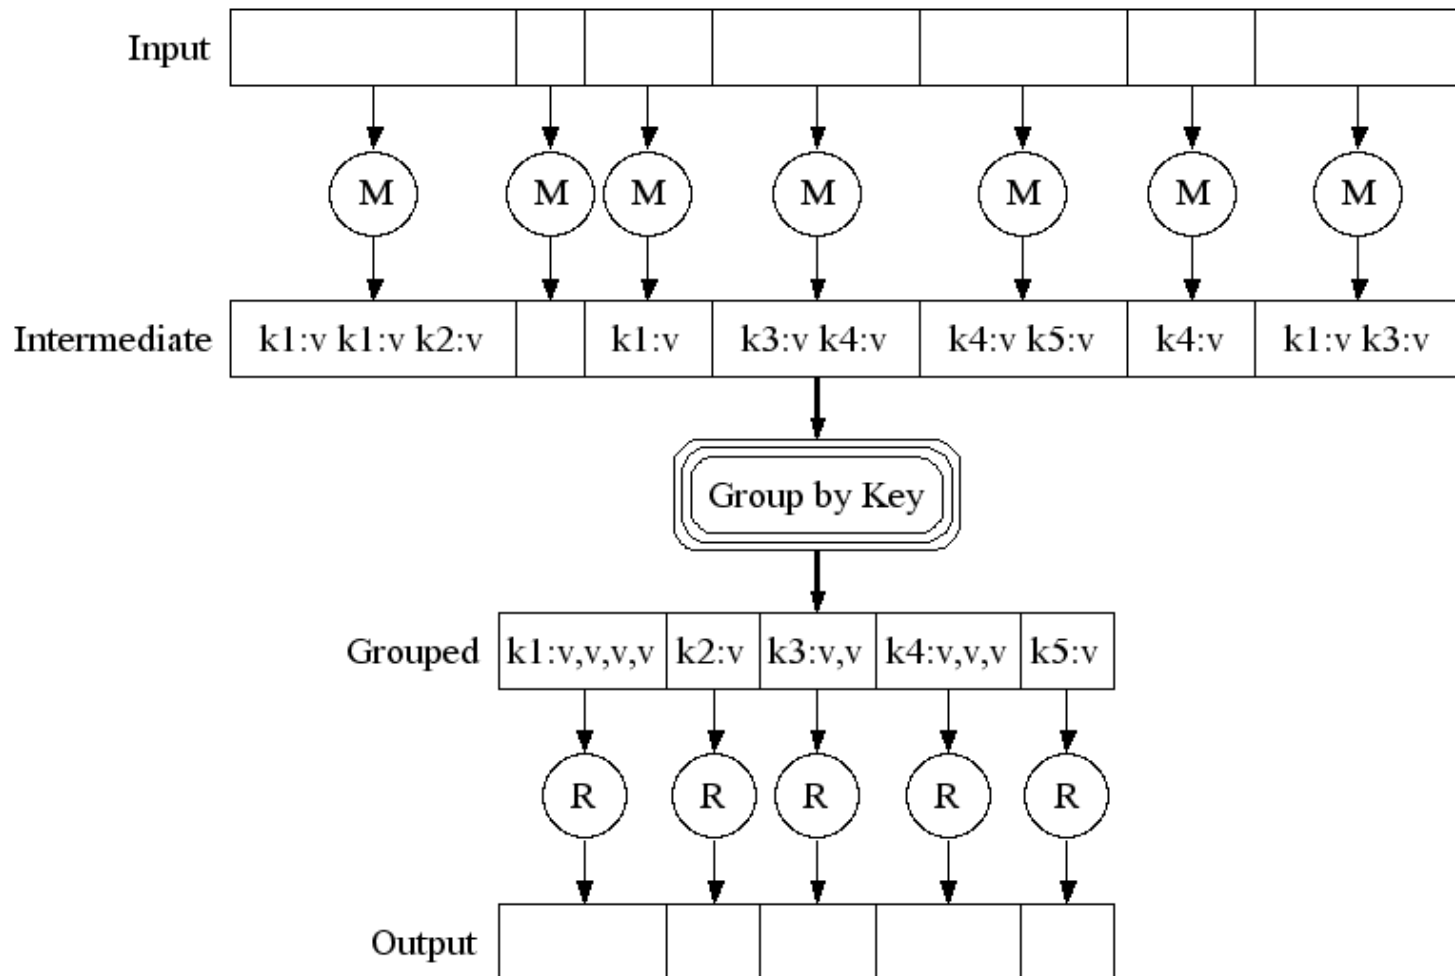 Input
M M M M M M M
Intermediate k1:v k1:v k2:v k1:v k3:v k4:v k4:v k5:v k4:v k1:v k3:v
Group by Key
Grouped k1:v,v,v,v k2:v k3:v,v k4:v,v,v k5:v
R R R R R
Output